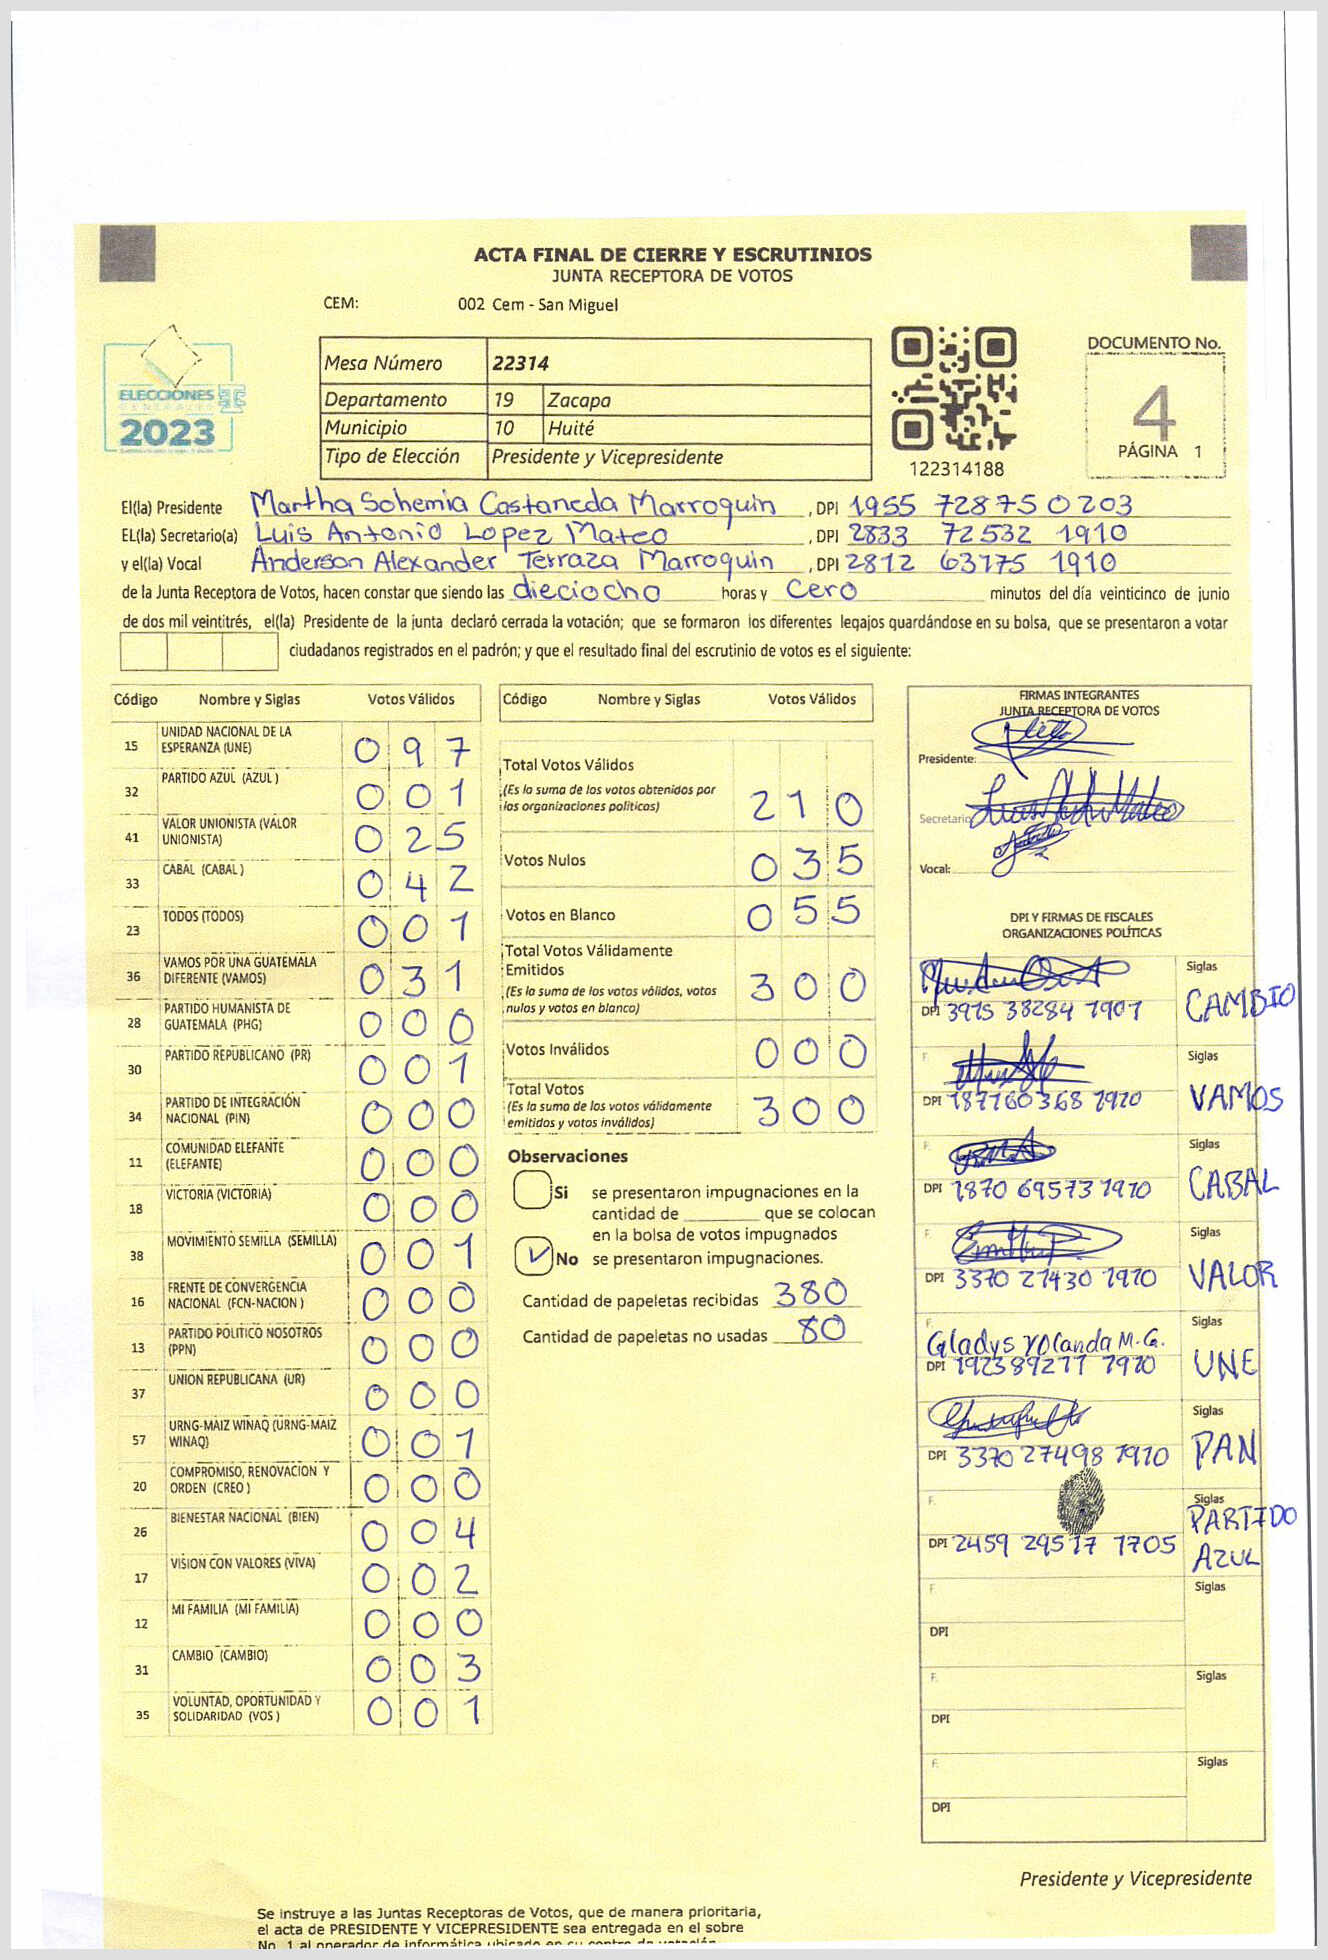 ACTA FINAL DE CIERRE Y ESCRUTINIOS
JUNTA RECEPTORA DE VOTOS
CEM: 002 Cem - San Miguel
ELECCIONES
GENERALES
2023
Mesa Número 22314
Departamento 19 Zacapa
Municipio 10 Huité
Tipo de Elección Presidente y Vicepresidente
122314188
DOCUMENTO No.
4
PÁGINA 1
El(la) Presidente Martha Sohemia Castaneda Marroquin , DPI 1955 728750203
EL(la) Secretario(a) Luis Antonio Lopez Mateo , DPI 2833 72532 1910
y el(la) Vocal Anderson Alexander Terraza Marroquin , DPI 2812 63175 1910
de la Junta Receptora de Votos, hacen constar que siendo las dieciocho horas y Cero minutos del día veinticinco de junio
de dos mil veintitrés, el(la) Presidente de la junta declaró cerrada la votación; que se formaron los diferentes legajos guardándose en su bolsa, que se presentaron a votar
ciudadanos registrados en el padrón; y que el resultado final del escrutinio de votos es el siguiente:
Código Nombre y Siglas Votos Válidos
15 UNIDAD NACIONAL DE LA ESPERANZA (UNE) 097
32 PARTIDO AZUL (AZUL ) 001
41 VALOR UNIONISTA (VALOR UNIONISTA) 025
33 CABAL (CABAL ) 042
23 TODOS (TODOS) 001
36 VAMOS POR UNA GUATEMALA DIFERENTE (VAMOS) 031
28 PARTIDO HUMANISTA DE GUATEMALA (PHG) 000
30 PARTIDO REPUBLICANO (PR) 001
34 PARTIDO DE INTEGRACIÓN NACIONAL (PIN) 000
11 COMUNIDAD ELEFANTE (ELEFANTE) 000
18 VICTORIA (VICTORIA) 000
38 MOVIMIENTO SEMILLA (SEMILLA) 001
16 FRENTE DE CONVERGENCIA NACIONAL (FCN-NACION ) 000
13 PARTIDO POLITICO NOSOTROS (PPN) 000
37 UNION REPUBLICANA (UR) 000
57 URNG-MAIZ WINAQ (URNG-MAIZ WINAQ) 001
20 COMPROMISO, RENOVACION Y ORDEN (CREO ) 000
26 BIENESTAR NACIONAL (BIEN) 004
17 VISION CON VALORES (VIVA) 002
12 MI FAMILIA (MI FAMILIA) 000
31 CAMBIO (CAMBIO) 003
35 VOLUNTAD, OPORTUNIDAD Y SOLIDARIDAD (VOS ) 001
Código Nombre y Siglas Votos Válidos
Total Votos Válidos
(Es la suma de los votos obtenidos por
las organizaciones políticas) 210
Votos Nulos 035
Votos en Blanco 055
Total Votos Válidamente
Emitidos
(Es la suma de los votos válidos, votos
nulos y votos en blanco) 300
Votos Inválidos 000
Total Votos
(Es la suma de los votos válidamente
emitidos y votos inválidos) 300
Observaciones
Si se presentaron impugnaciones en la
cantidad de ________ que se colocan
en la bolsa de votos impugnados
No se presentaron impugnaciones.
Cantidad de papeletas recibidas 380
Cantidad de papeletas no usadas 80
FIRMAS INTEGRANTES
JUNTA RECEPTORA DE VOTOS
Presidente:
Secretario
Vocal:
DPI Y FIRMAS DE FISCALES
ORGANIZACIONES POLÍTICAS
Siglas
DPI 3975 38284 1907 CAMBIO
F. Siglas
DPI 187760368 1910 VAMOS
F. Siglas
DPI 1870 69573 1910 CABAL
F. Siglas
DPI 3370 27430 1910 VALOR
F. Siglas
Gladys Yolanda M. G.
DPI 192389277 1910 UNE
Siglas
DPI 3370 27498 1910 PAN
F. Siglas
DPI 2459 29517 1705 PARTIDO
AZUL
F. Siglas
DPI
F. Siglas
DPI
F. Siglas
DPI
Presidente y Vicepresidente
Se instruye a las Juntas Receptoras de Votos, que de manera prioritaria,
el acta de PRESIDENTE Y VICEPRESIDENTE sea entregada en el sobre
No. 1 al operador de informática ubicado en su centro de votación